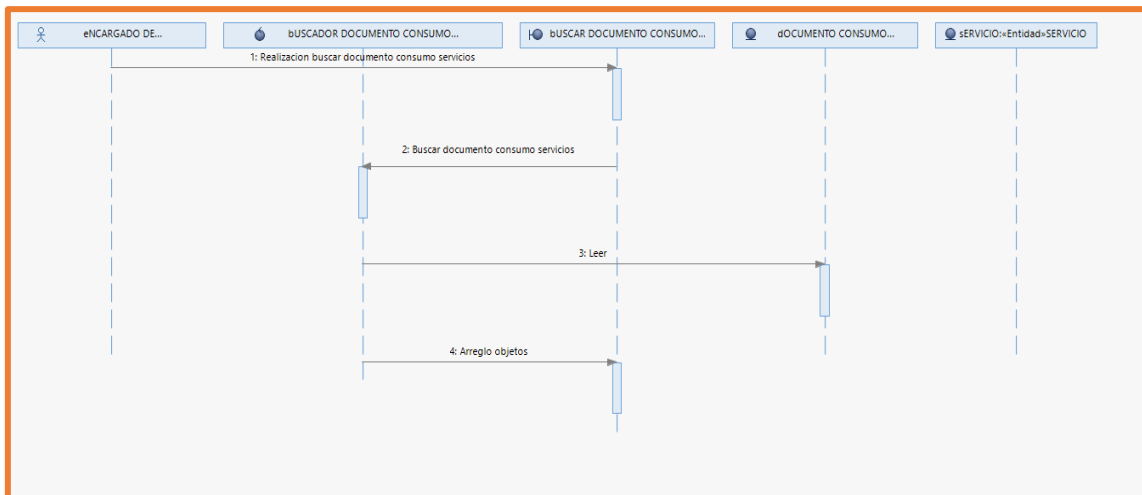 eNCARGADO DE...
bUSCADOR DOCUMENTO CONSUMO...
bUSCAR DOCUMENTO CONSUMO...
dOCUMENTO CONSUMO...
sERVICIO:«Entidad»SERVICIO
1: Realizacion buscar documento consumo servicios
2: Buscar documento consumo servicios
3: Leer
4: Arreglo objetos